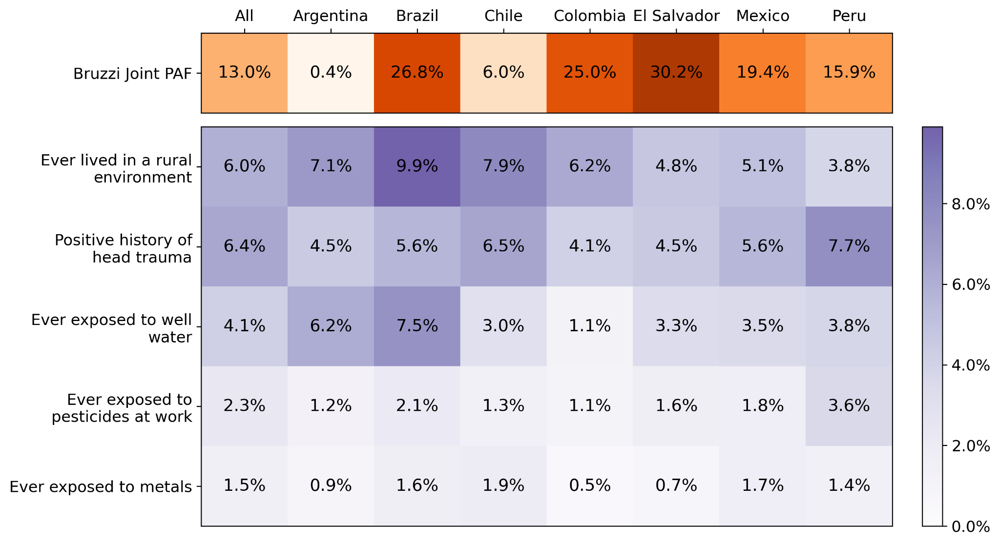 All Argentina Brazil Chile Colombia El Salvador Mexico Peru
Bruzzi Joint PAF 13.0% 0.4% 26.8% 6.0% 25.0% 30.2% 19.4% 15.9%
Ever lived in a rural
environment
6.0% 7.1% 9.9% 7.9% 6.2% 4.8% 5.1% 3.8%
Positive history of
head trauma
6.4% 4.5% 5.6% 6.5% 4.1% 4.5% 5.6% 7.7%
Ever exposed to well
water
4.1% 6.2% 7.5% 3.0% 1.1% 3.3% 3.5% 3.8%
Ever exposed to
pesticides at work
2.3% 1.2% 2.1% 1.3% 1.1% 1.6% 1.8% 3.6%
Ever exposed to metals 1.5% 0.9% 1.6% 1.9% 0.5% 0.7% 1.7% 1.4%
8.0%
6.0%
4.0%
2.0%
0.0%